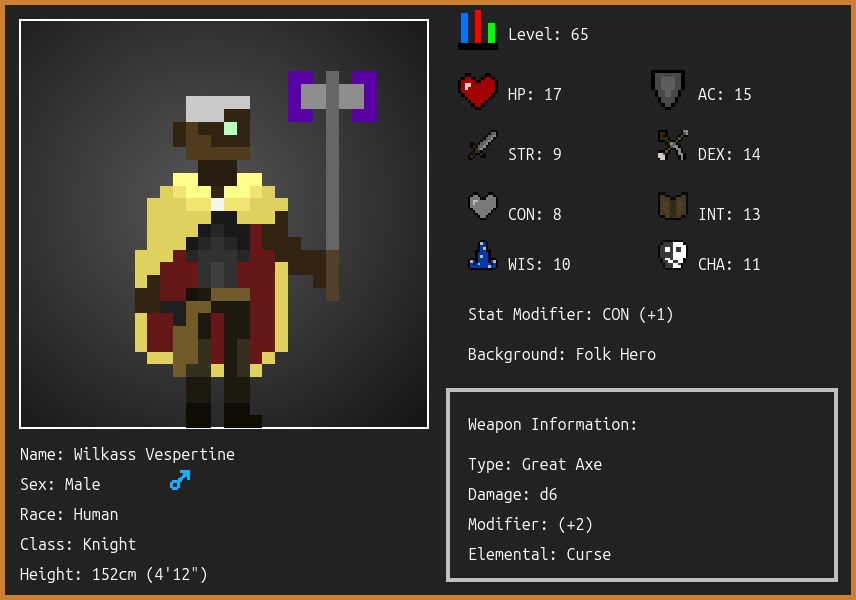 Level: 65
HP: 17
AC: 15
STR: 9
DEX: 14
CON: 8
INT: 13
WIS: 10
CHA: 11
Stat Modifier: CON (+1)
Background: Folk Hero
Weapon Information:
Type: Great Axe
Damage: d6
Modifier: (+2)
Elemental: Curse
Name: Wilkass Vespertine
Sex: Male
Race: Human
Class: Knight
Height: 152cm (4'12")